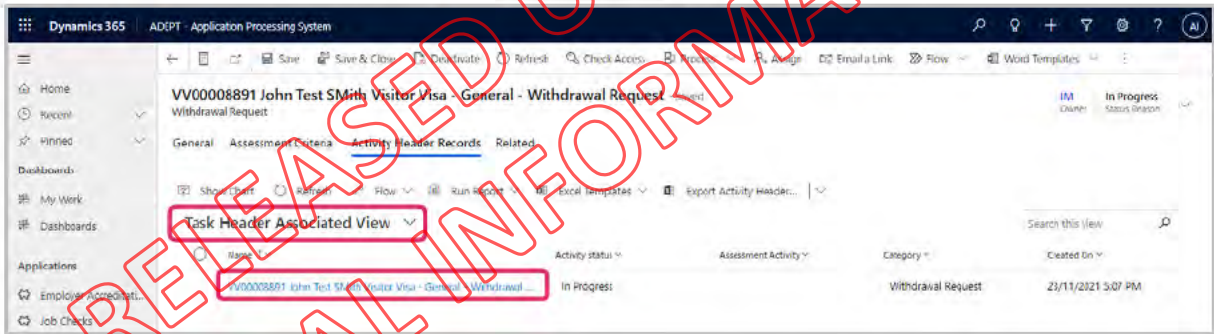 Dynamics 365 ADEPT - Application Processing System ? AI
Save Save & Close Deactivate Refresh Check Access Process Assign Email a Link Flow Word Templates
Home
Recent
Pinned
Dashboards
My Work
Dashboards
Applications
Employer Accreditati...
Job Checks
VV00008891 John Test SMith Visitor Visa - General - Withdrawal Request - Saved
Withdrawal Request
IM In Progress
Owner Status Reason
General Assessment Criteria Activity Header Records Related
Show Chart Refresh Flow Run Report Excel Templates Export Activity Header...
Task Header Associated View
Search this view
Name Activity status Assessment Activity Category Created On
VV00008891 John Test SMith Visitor Visa - General - Withdrawal ... In Progress Withdrawal Request 23/11/2021 5:07 PM
RELEASED U
AL INFORMA